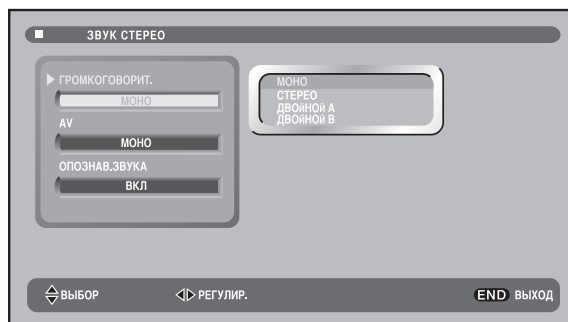 ЗВУК СТЕРЕО
ГРОМКОГОВОРИТ.
МОНО
AV
МОНО
ОПОЗНАВ.ЗВУКА
ВКЛ
МОНО
СТЕРЕО
ДВОйНОй А
ДВОйНОй В
ВЫБОР
РЕГУЛИР.
END ВЫХОД